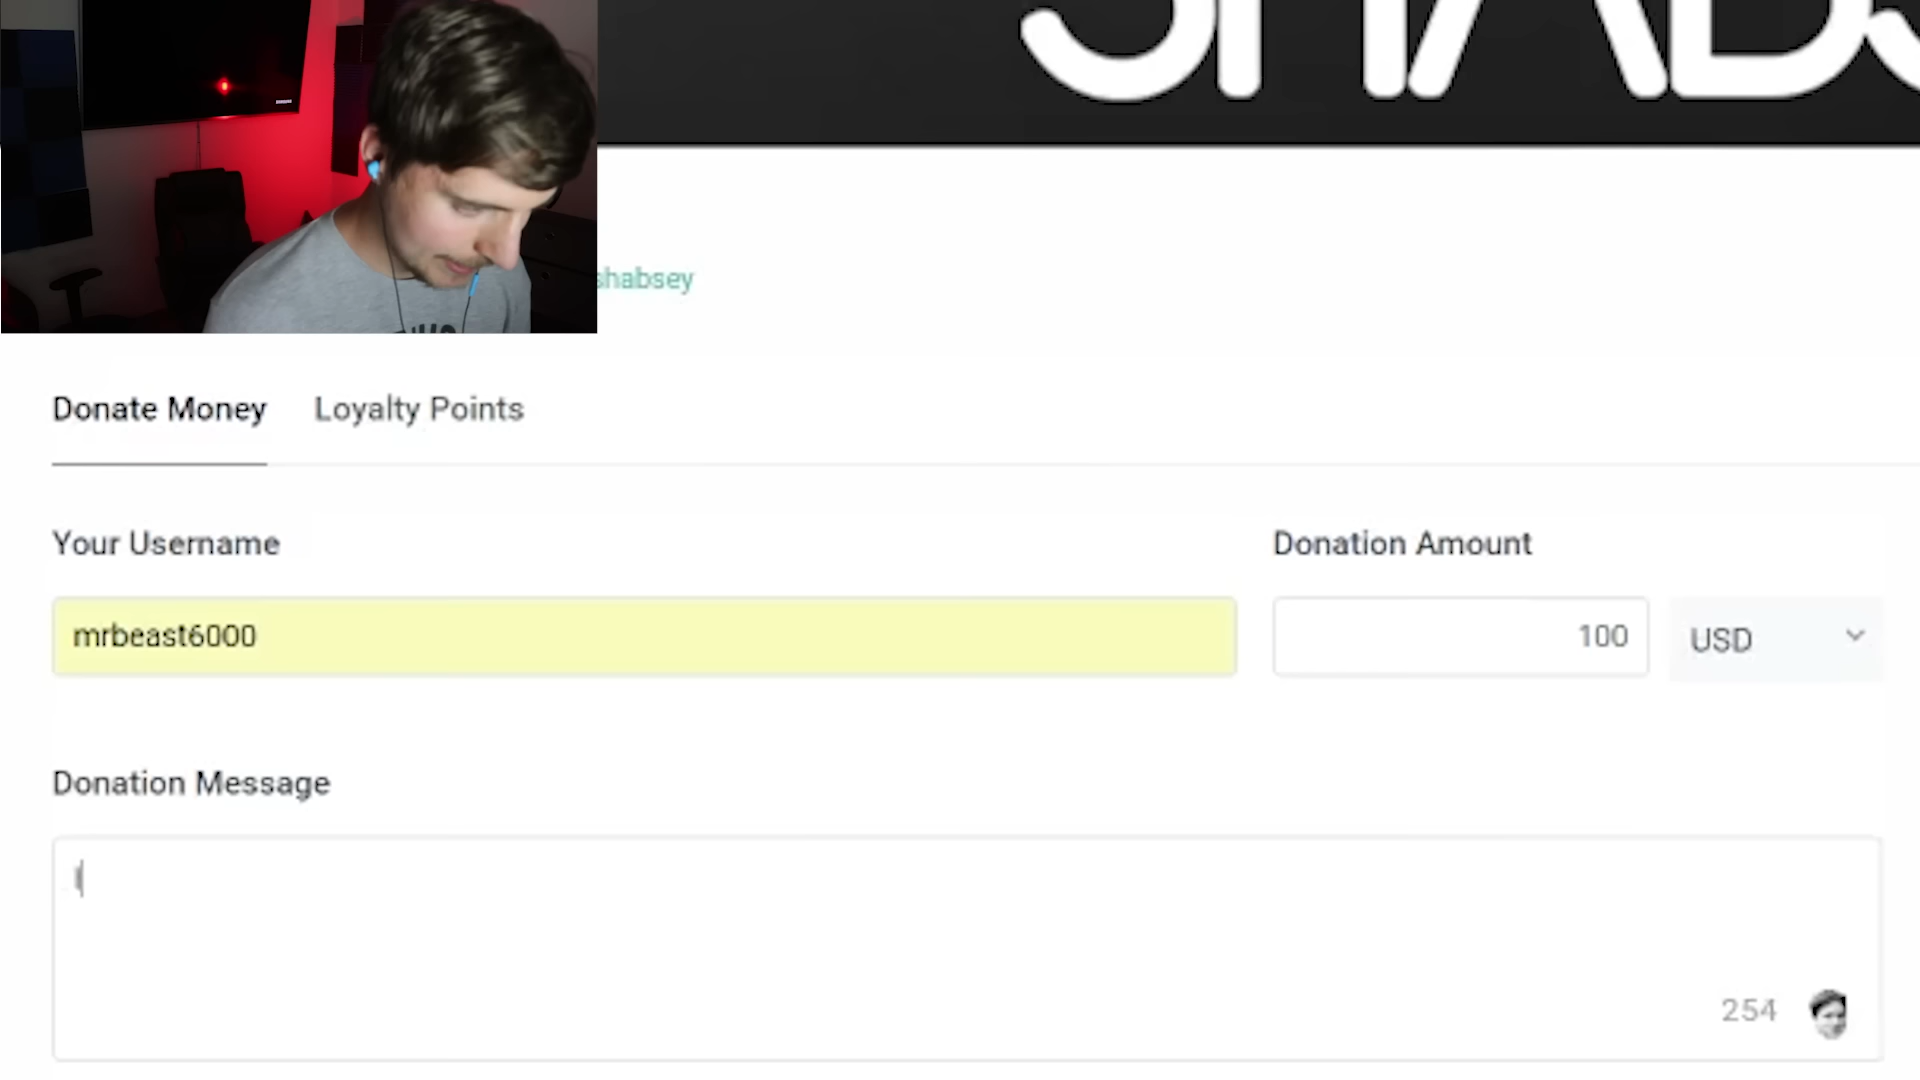 shabsey
Donate Money Loyalty Points
Your Username Donation Amount
mrbeast6000 100 USD
Donation Message
254